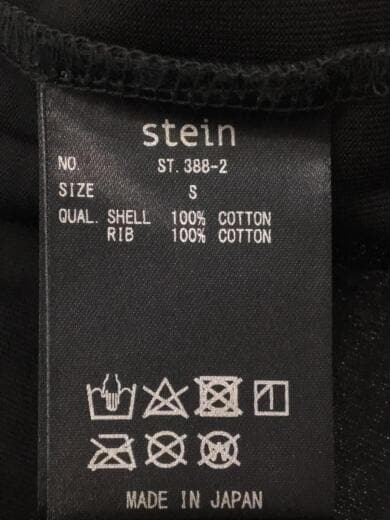 stein
NO. ST.388-2
SIZE S
QUAL. SHELL 100% COTTON
RIB 100% COTTON
W
MADE IN JAPAN